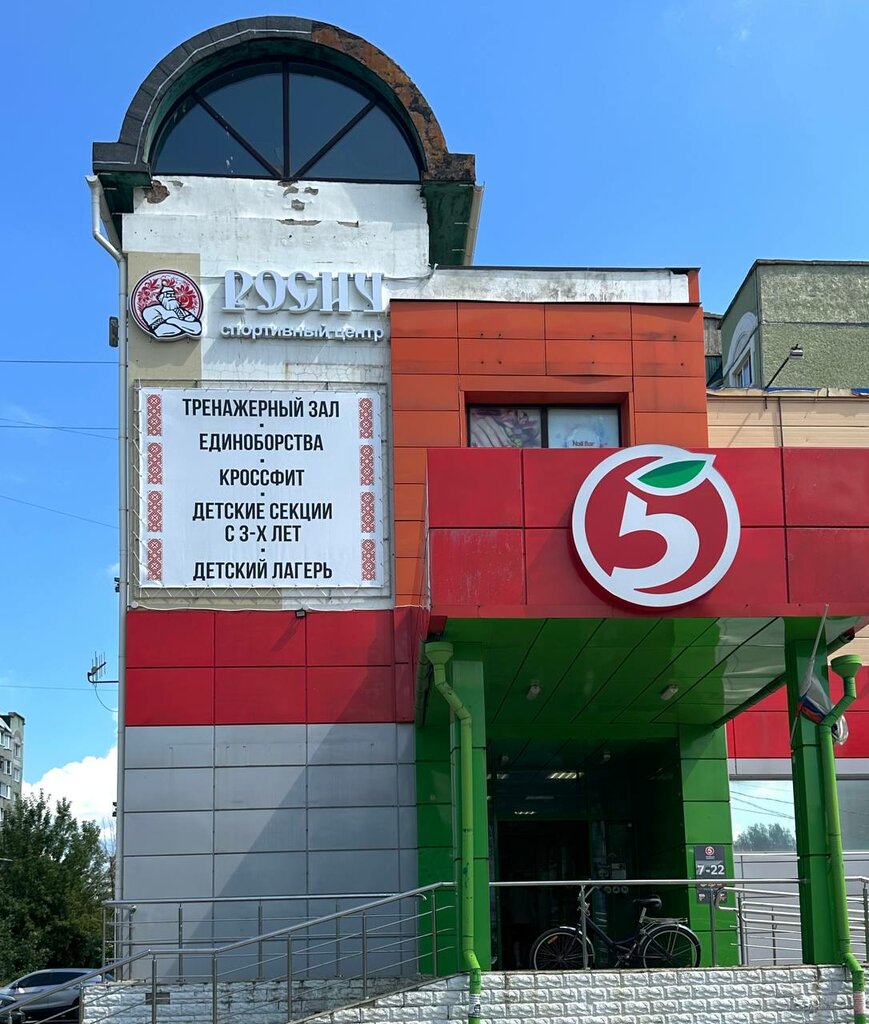 РОСИЧ
спортивный центр
ТРЕНАЖЕРНЫЙ ЗАЛ
ЕДИНОБОРСТВА
КРОССФИТ
ДЕТСКИЕ СЕКЦИИ
С 3-Х ЛЕТ
ДЕТСКИЙ ЛАГЕРЬ
Nail Bar
5
7-22